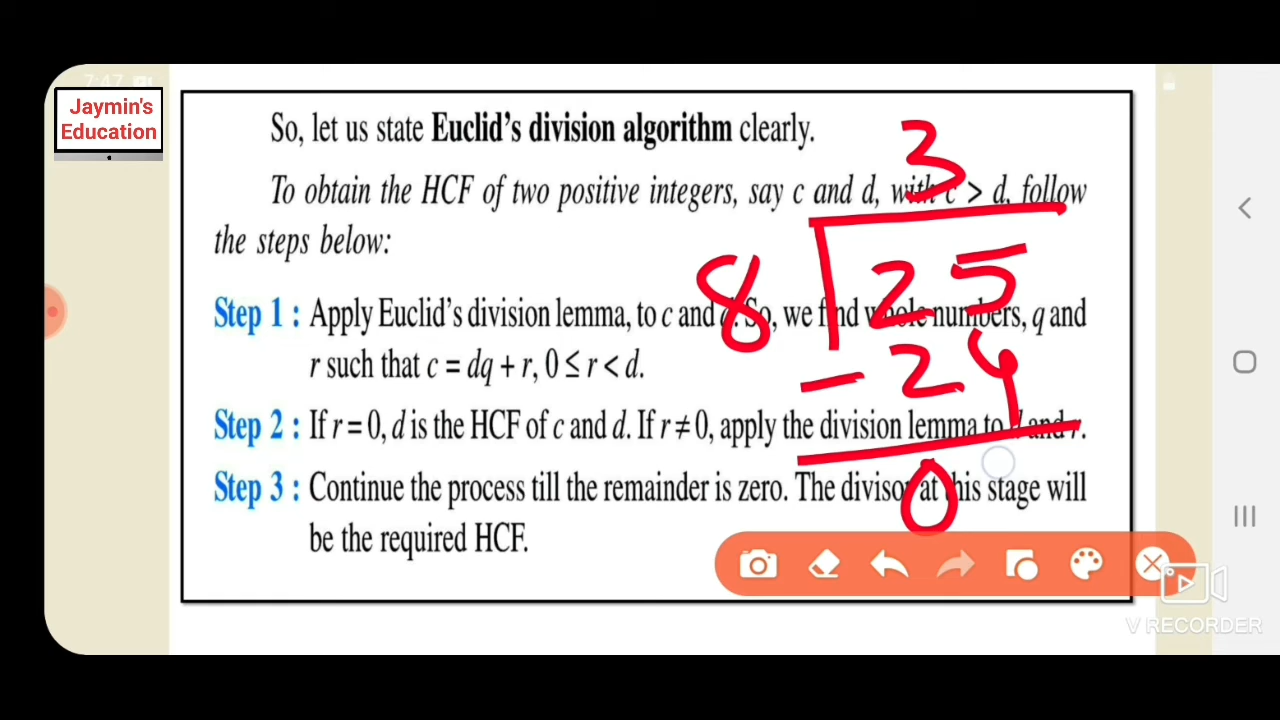 7:47
Jaymin's
Education
So, let us state Euclid's division algorithm clearly.
To obtain the HCF of two positive integers, say c and d, with c > d, follow
the steps below:
Step 1 : Apply Euclid's division lemma, to c and d. So, we find whole numbers, q and
r such that c = dq + r, 0 ≤ r < d.
Step 2 : If r = 0, d is the HCF of c and d. If r ≠ 0, apply the division lemma to d and r.
Step 3 : Continue the process till the remainder is zero. The divisor at this stage will
be the required HCF.
3
8 25
- 24
0
V RECORDER